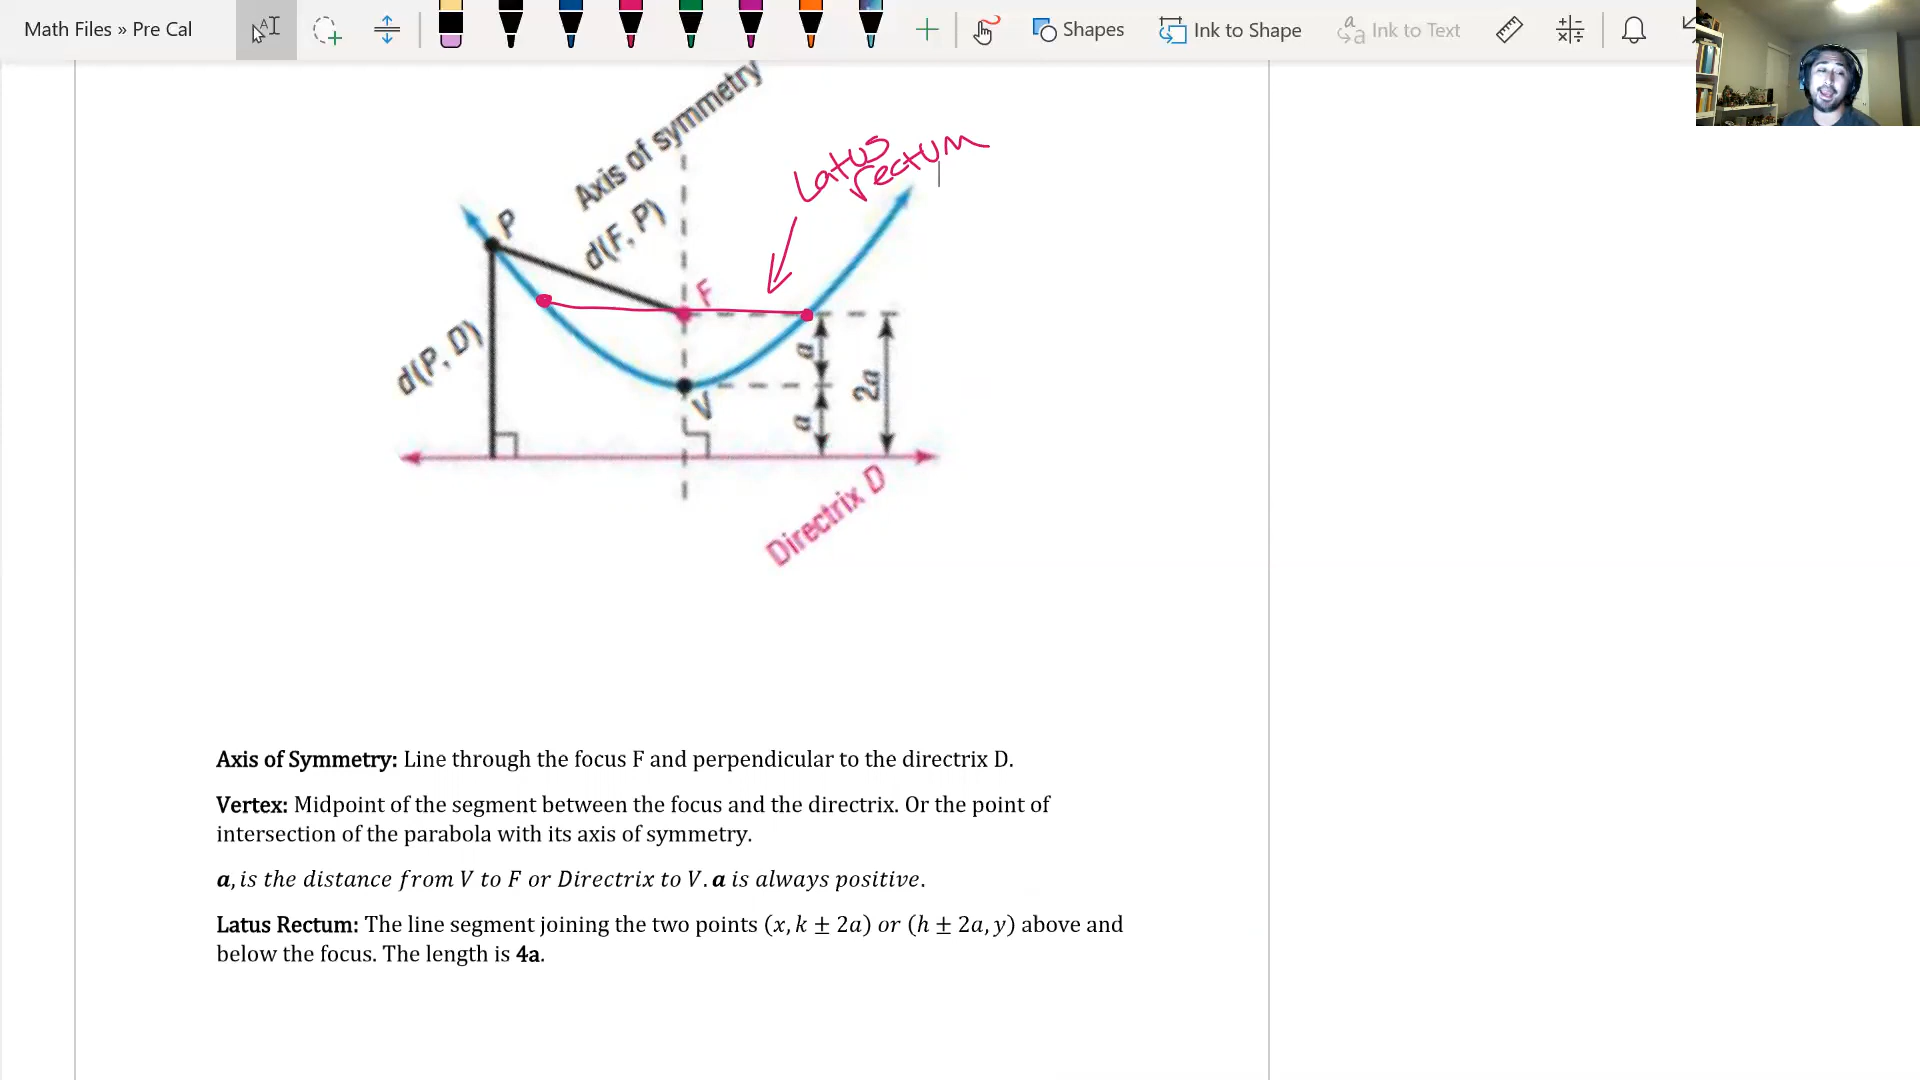 Math Files » Pre Cal
Shapes
Ink to Shape
Ink to Text
Axis of symmetry
Latus
rectum
P
d(F, P)
F
d(P, D)
a
2a
V
a
Directrix D
Axis of Symmetry: Line through the focus F and perpendicular to the directrix D.
Vertex: Midpoint of the segment between the focus and the directrix. Or the point of
intersection of the parabola with its axis of symmetry.
a, is the distance from V to F or Directrix to V. a is always positive.
Latus Rectum: The line segment joining the two points (x, k ± 2a) or (h ± 2a, y) above and
below the focus. The length is 4a.